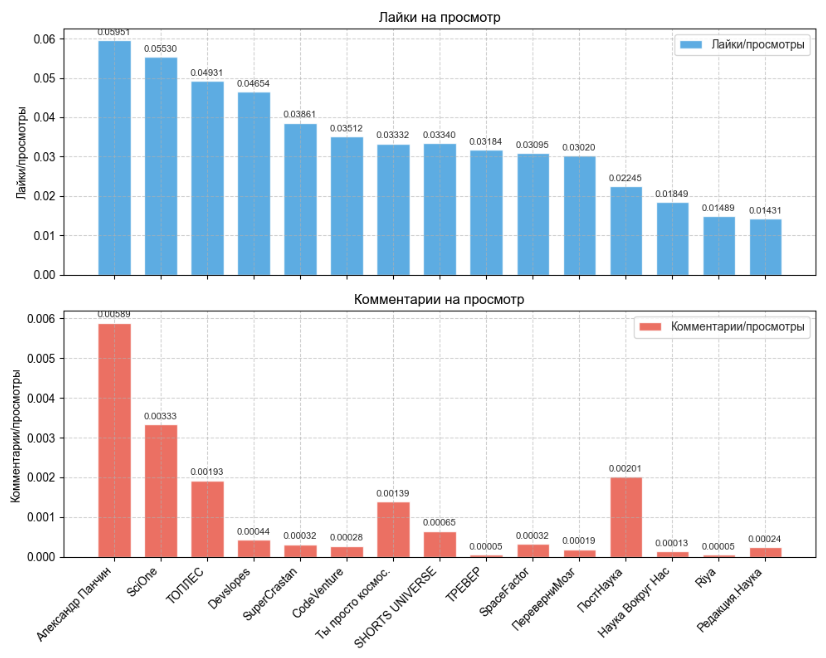 Лайки на просмотр
Лайки/просмотры
Лайки/просмотры
0.06
0.05
0.04
0.03
0.02
0.01
0.00
0.05951
0.05530
0.04931
0.04654
0.03861
0.03512
0.03332
0.03340
0.03184
0.03095
0.03020
0.02245
0.01849
0.01489
0.01431
Комментарии на просмотр
Комментарии/просмотры
Комментарии/просмотры
0.006
0.005
0.004
0.003
0.002
0.001
0.000
0.00589
0.00333
0.00193
0.00044
0.00032
0.00028
0.00139
0.00065
0.00005
0.00032
0.00019
0.00201
0.00013
0.00005
0.00024
Александр Панчин
SciOne
ТОПЛЕС
Devslopes
SuperCrastan
CodeVenture
Ты просто космос.
SHORTS UNIVERSE
ТРЕВЕР
SpaceFactor
ПереверниМозг
ПостНаука
Наука Вокруг Нас
Riya
Редакция.Наука